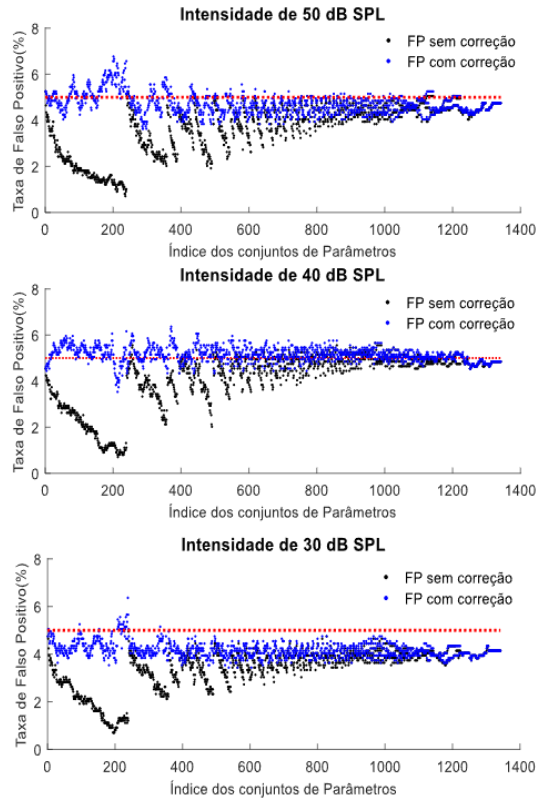 Intensidade de 50 dB SPL
8
6
4
2
0
Taxa de Falso Positivo(%)
FP sem correção
FP com correção
0 200 400 600 800 1000 1200 1400
Índice dos conjuntos de Parâmetros
Intensidade de 40 dB SPL
8
6
4
2
0
Taxa de Falso Positivo(%)
FP sem correção
FP com correção
0 200 400 600 800 1000 1200 1400
Índice dos conjuntos de Parâmetros
Intensidade de 30 dB SPL
8
6
4
2
0
Taxa de Falso Positivo(%)
FP sem correção
FP com correção
0 200 400 600 800 1000 1200 1400
Índice dos conjuntos de Parâmetros